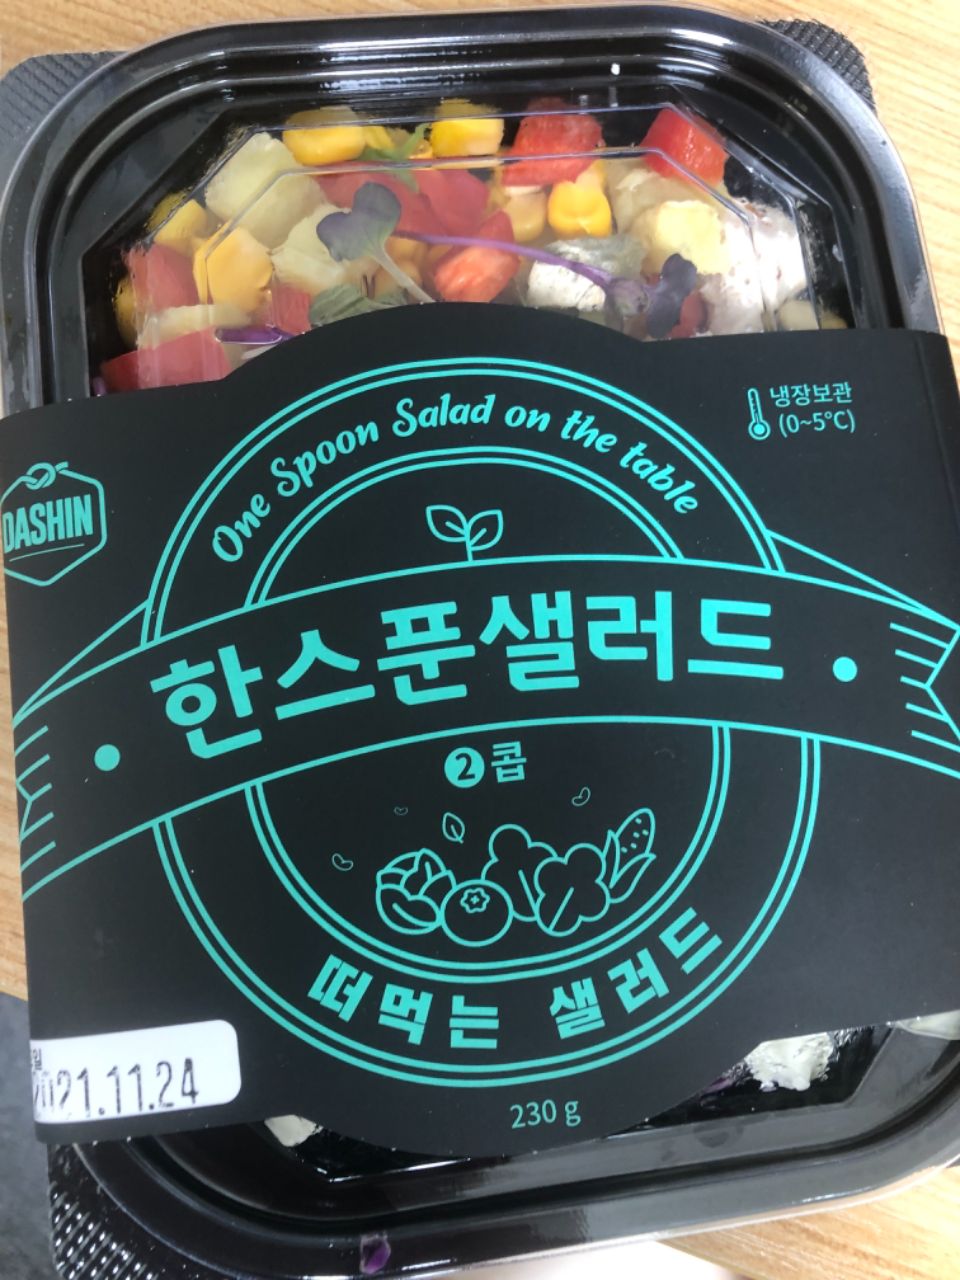 One Spoon Salad on the table
냉장보관
(0~5°C)
DASHIN
한스푼샐러드
2 콥
떠먹는 샐러드
2021.11.24
230 g